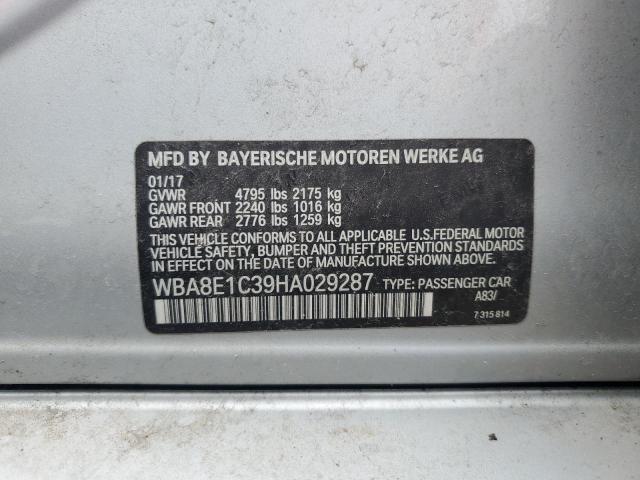 MFD BY BAYERISCHE MOTOREN WERKE AG
01/17
GVWR 4795 lbs 2175 kg
GAWR FRONT 2240 lbs 1016 kg
GAWR REAR 2776 lbs 1259 kg
THIS VEHICLE CONFORMS TO ALL APPLICABLE U.S.FEDERAL MOTOR
VEHICLE SAFETY, BUMPER AND THEFT PREVENTION STANDARDS
IN EFFECT ON THE DATE OF MANUFACTURE SHOWN ABOVE.
WBA8E1C39HA029287 TYPE: PASSENGER CAR
A83/
7 315 814